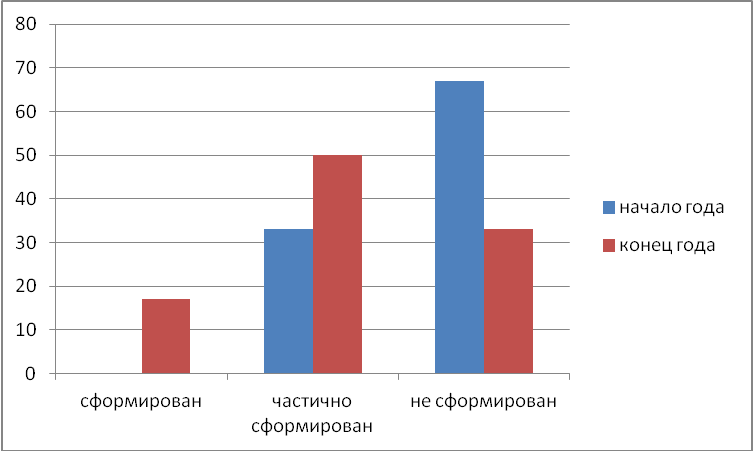 80
70
60
50
40
30
20
10
0
сформирован
частично
сформирован
не сформирован
начало года
конец года